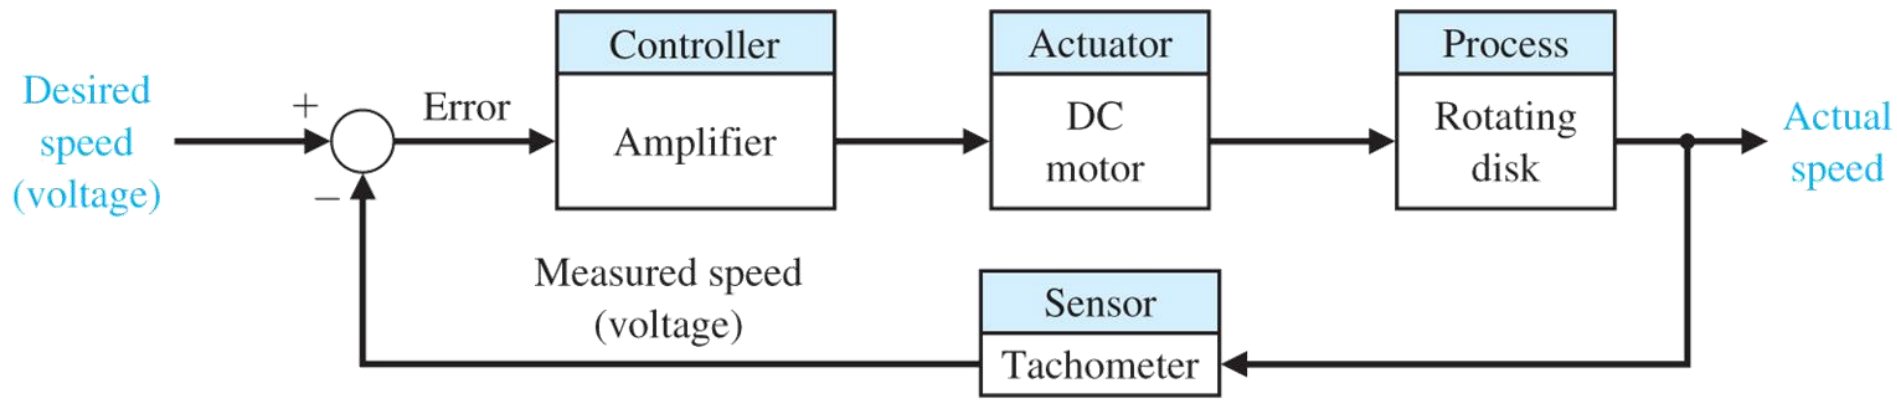 Desired
speed
(voltage)
+
−
Error
Controller
Amplifier
Actuator
DC
motor
Process
Rotating
disk
Actual
speed
Measured speed
(voltage)
Sensor
Tachometer